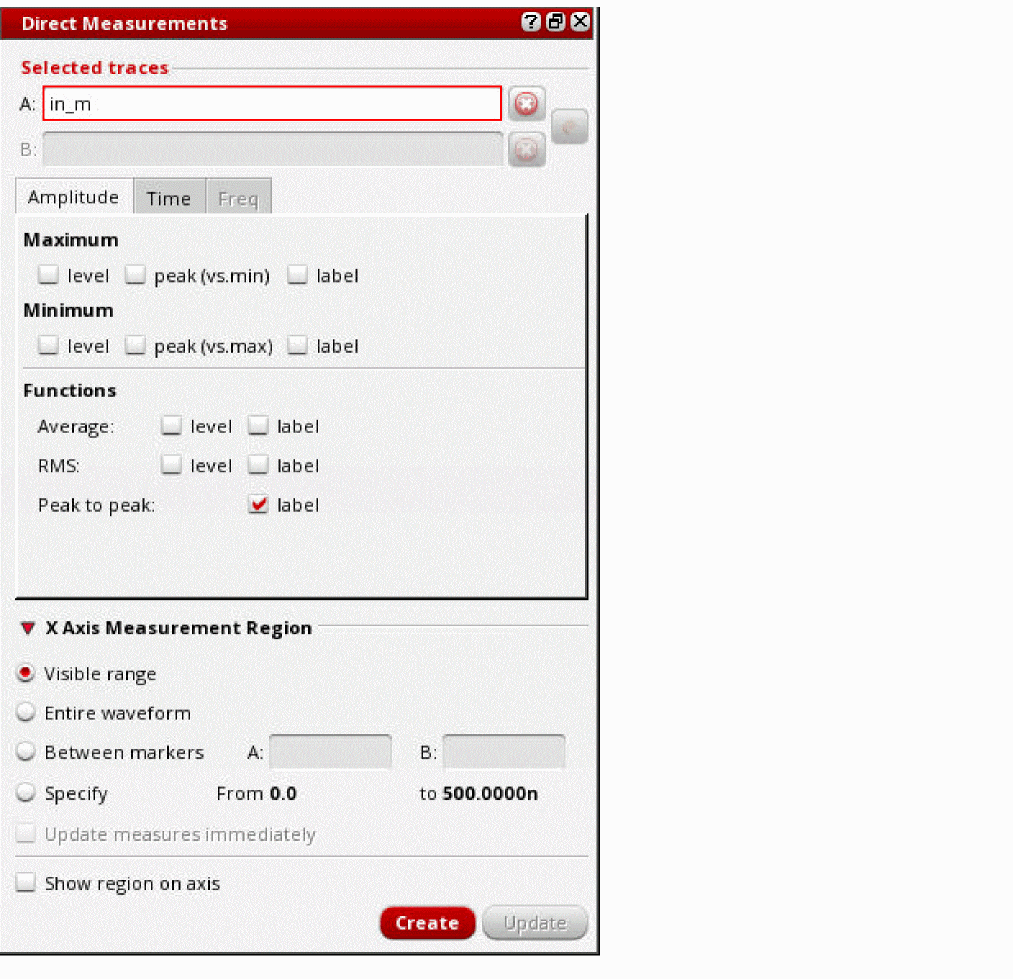 Direct Measurements
Selected traces
A: in_m
B:
Amplitude Time Freq
Maximum
level peak (vs.min) label
Minimum
level peak (vs.max) label
Functions
Average: level label
RMS: level label
Peak to peak: label
X Axis Measurement Region
Visible range
Entire waveform
Between markers A: B:
Specify From 0.0 to 500.0000n
Update measures immediately
Show region on axis
Create Update